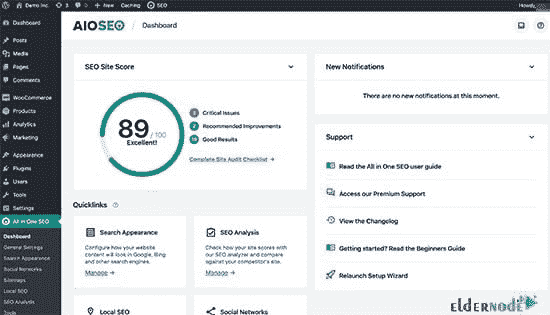 Demo Inc.
3
0
New
Caching
SEO
Howdy,
Dashboard
Posts
Media
Pages
Comments
WooCommerce
Products
Analytics
Marketing
Appearance
Plugins
Users
Tools
Settings
All in One SEO
Dashboard
General Settings
Search Appearance
Social Networks
Sitemaps
Link Assistant
Local SEO
SEO Analysis
Tools
AIOSEO / Dashboard
SEO Site Score
89 / 100
Excellent!
Critical Issues
Recommended Improvements
Good Results
Complete Site Audit Checklist →
Quicklinks
Search Appearance
Configure how your website
content will look in Google, Bing
and other search engines.
Manage →
SEO Analysis
Check how your site scores with
our SEO analyzer and compare
against your competitor's site.
Manage →
Local SEO
Social Networks
New Notifications
There are no new notifications at this moment.
Support
Read the All in One SEO user guide
Access our Premium Support
View the Changelog
Getting started? Read the Beginners Guide
Relaunch Setup Wizard
ELDERNODE